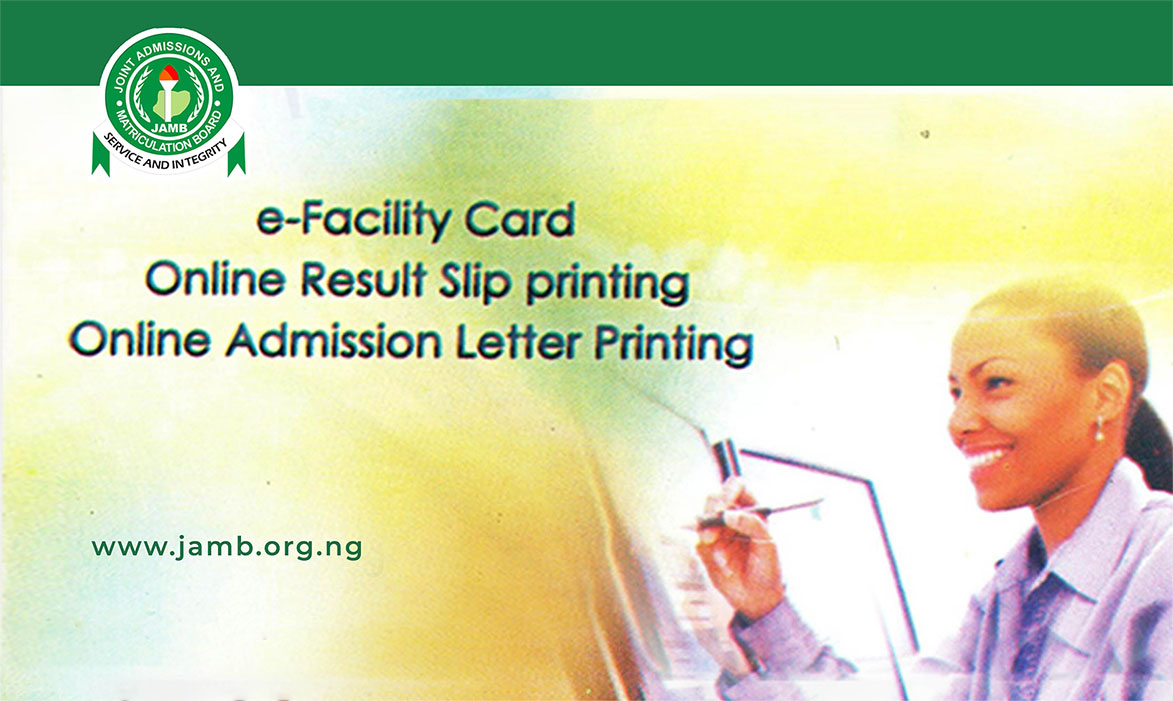 JOINT ADMISSIONS AND
MATRICULATION BOARD
JAMB
SERVICE AND INTEGRITY
e-Facility Card
Online Result Slip printing
Online Admission Letter Printing
www.jamb.org.ng